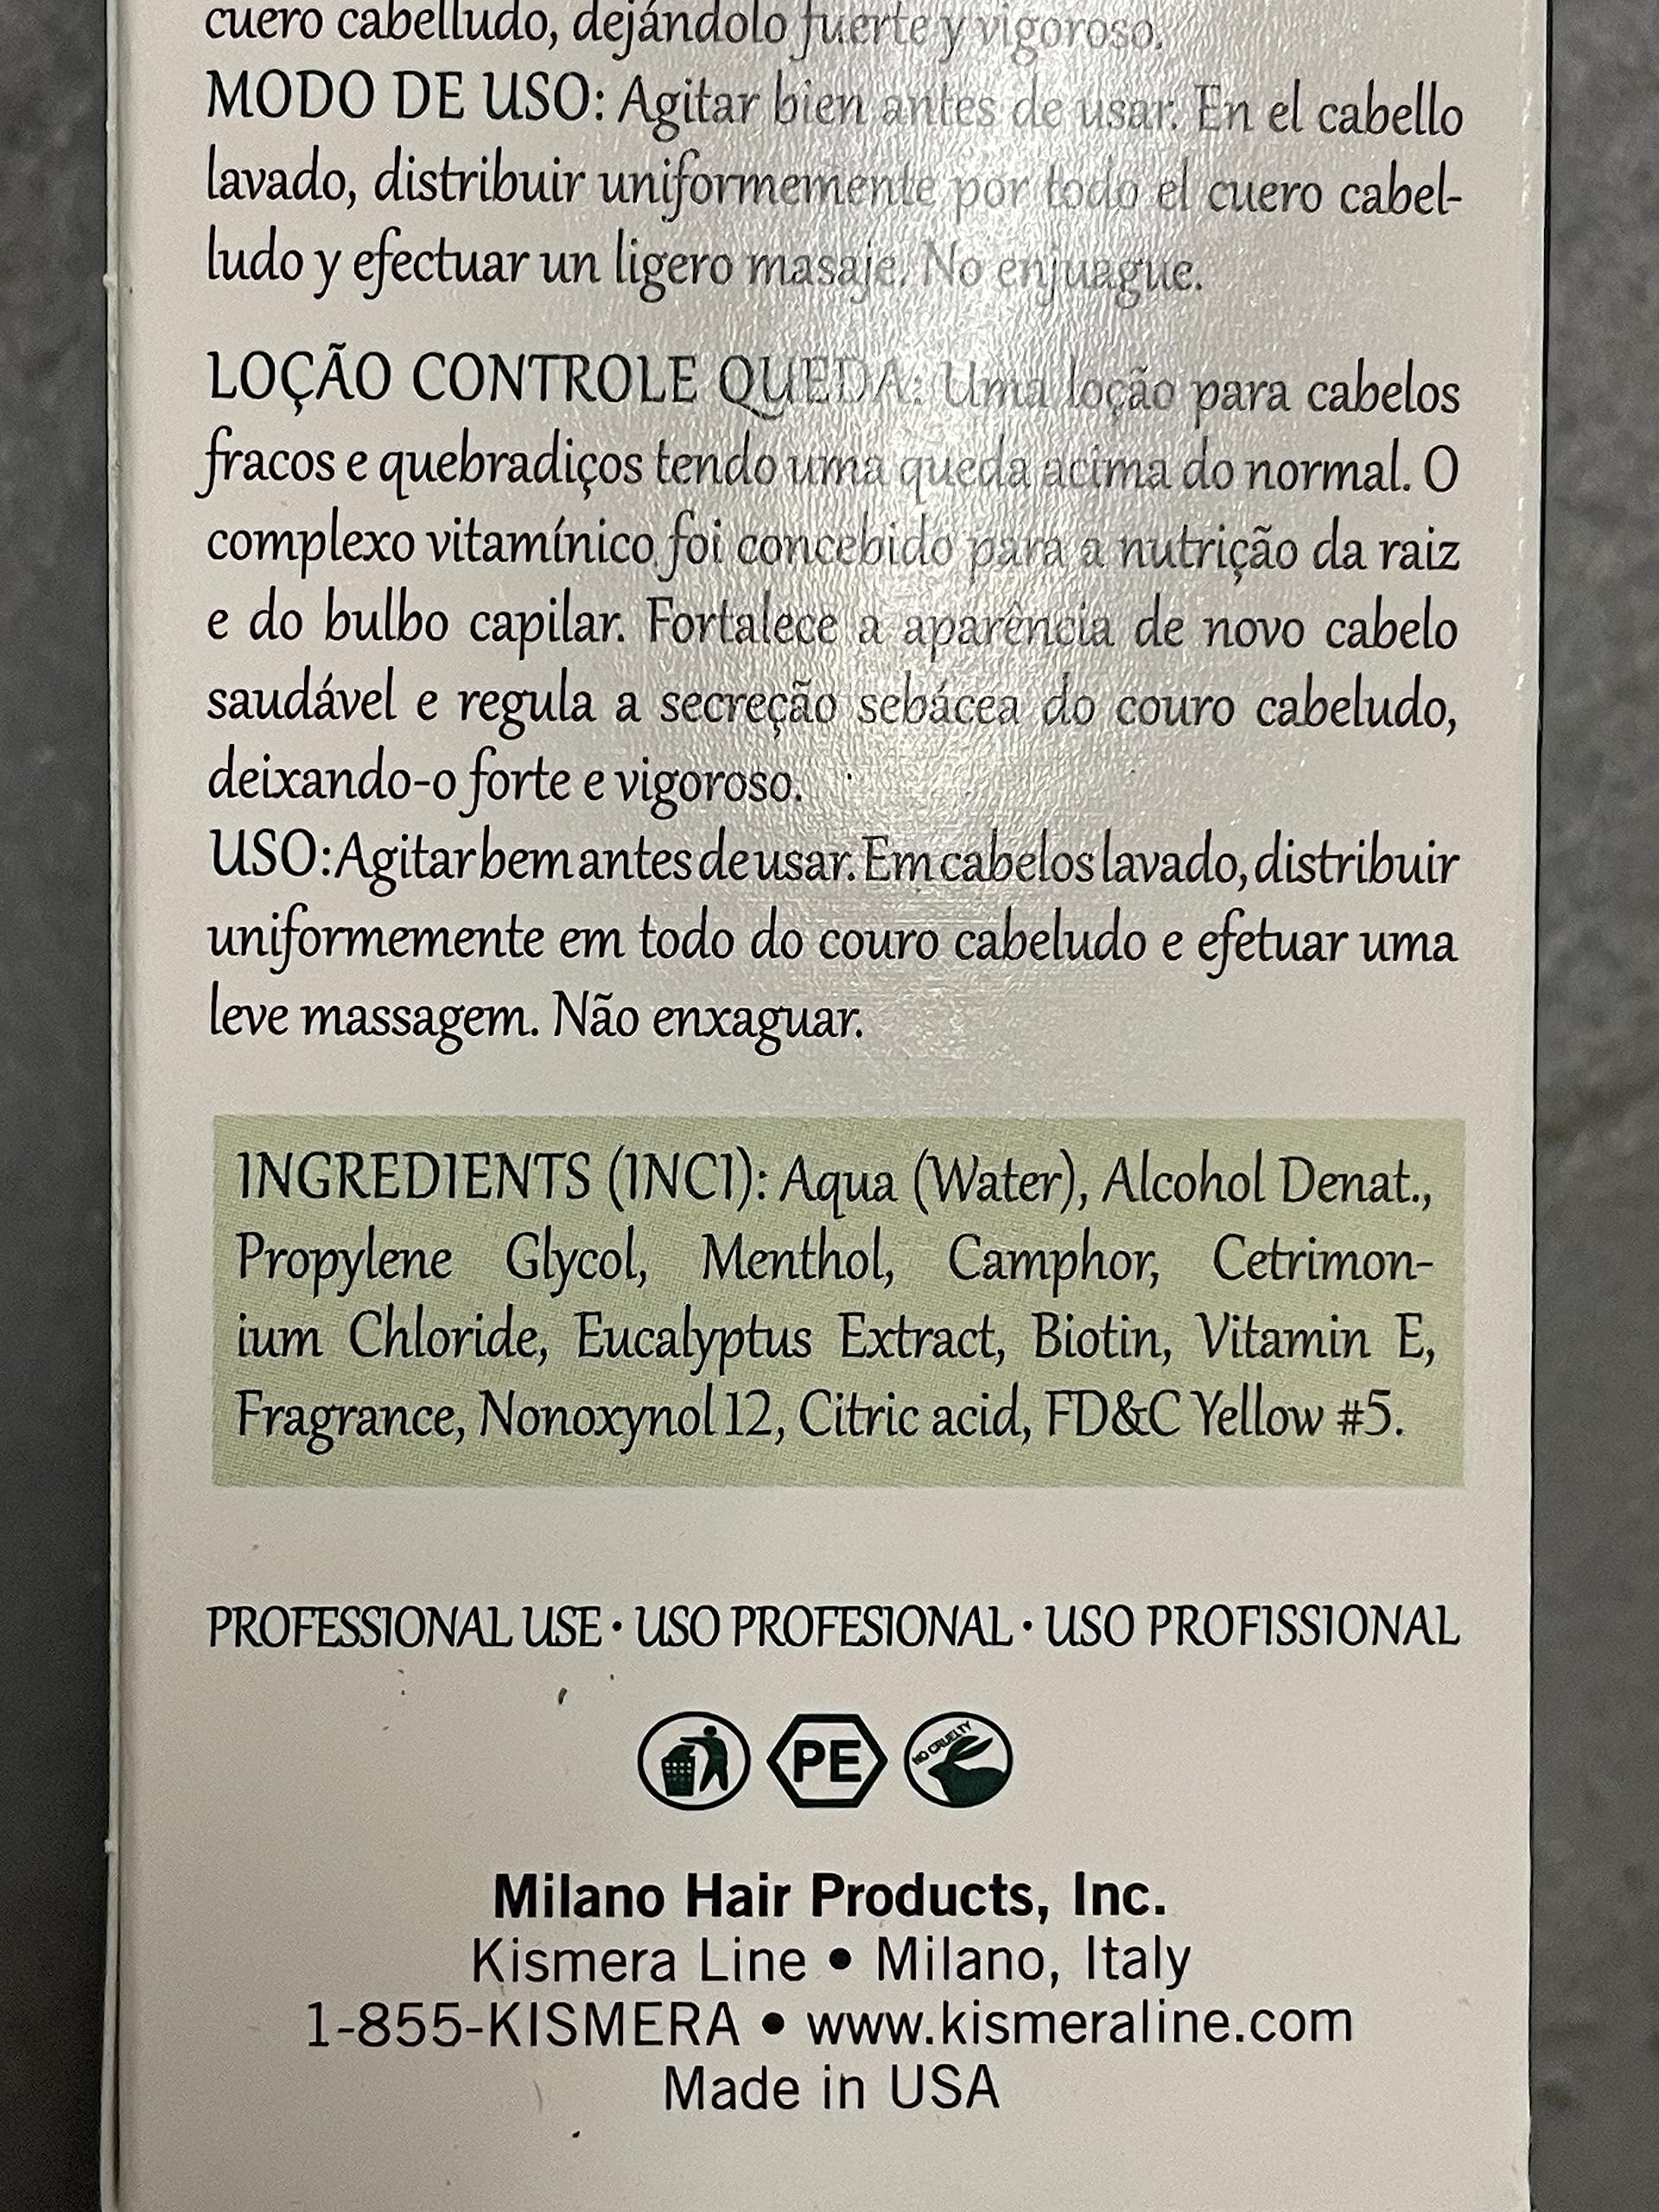 cuero cabelludo, dejándolo fuerte y vigoroso.
MODO DE USO: Agitar bien antes de usar. En el cabello
lavado, distribuir uniformemente por todo el cuero cabel-
ludo y efectuar un ligero masaje. No enjuague.
LOÇÃO CONTROLE QUEDA: Uma loção para cabelos
fracos e quebradiços tendo uma queda acima do normal. O
complexo vitamínico foi concebido para a nutrição da raiz
e do bulbo capilar. Fortalece a aparência de novo cabelo
saudável e regula a secreção sebácea do couro cabeludo,
deixando-o forte e vigoroso.
USO: Agitar bem antes de usar. Em cabelos lavado, distribuir
uniformemente em todo do couro cabeludo e efetuar uma
leve massagem. Não enxaguar.
INGREDIENTS (INCI): Aqua (Water), Alcohol Denat.,
Propylene Glycol, Menthol, Camphor, Cetrimon-
ium Chloride, Eucalyptus Extract, Biotin, Vitamin E,
Fragrance, Nonoxynol 12, Citric acid, FD&C Yellow #5.
PROFESSIONAL USE • USO PROFESIONAL • USO PROFISSIONAL
PE NO CRUELTY
Milano Hair Products, Inc.
Kismera Line • Milano, Italy
1-855-KISMERA • www.kismeraline.com
Made in USA